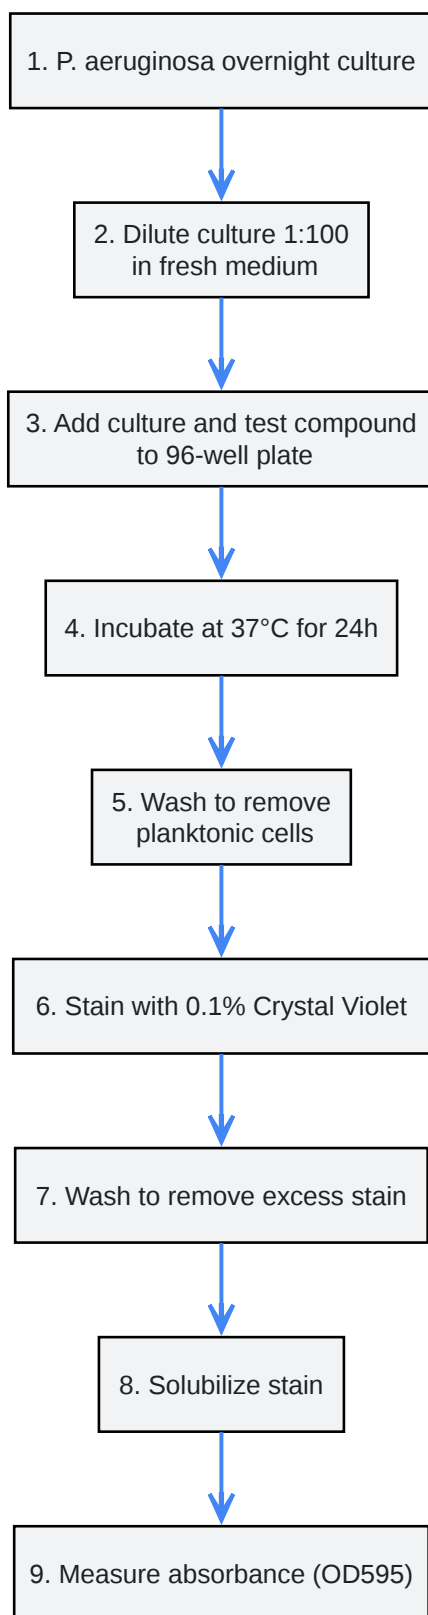 1. P. aeruginosa overnight culture
2. Dilute culture 1:100
in fresh medium
3. Add culture and test compound
to 96-well plate
4. Incubate at 37°C for 24h
5. Wash to remove
planktonic cells
6. Stain with 0.1% Crystal Violet
7. Wash to remove excess stain
8. Solubilize stain
9. Measure absorbance (OD595)